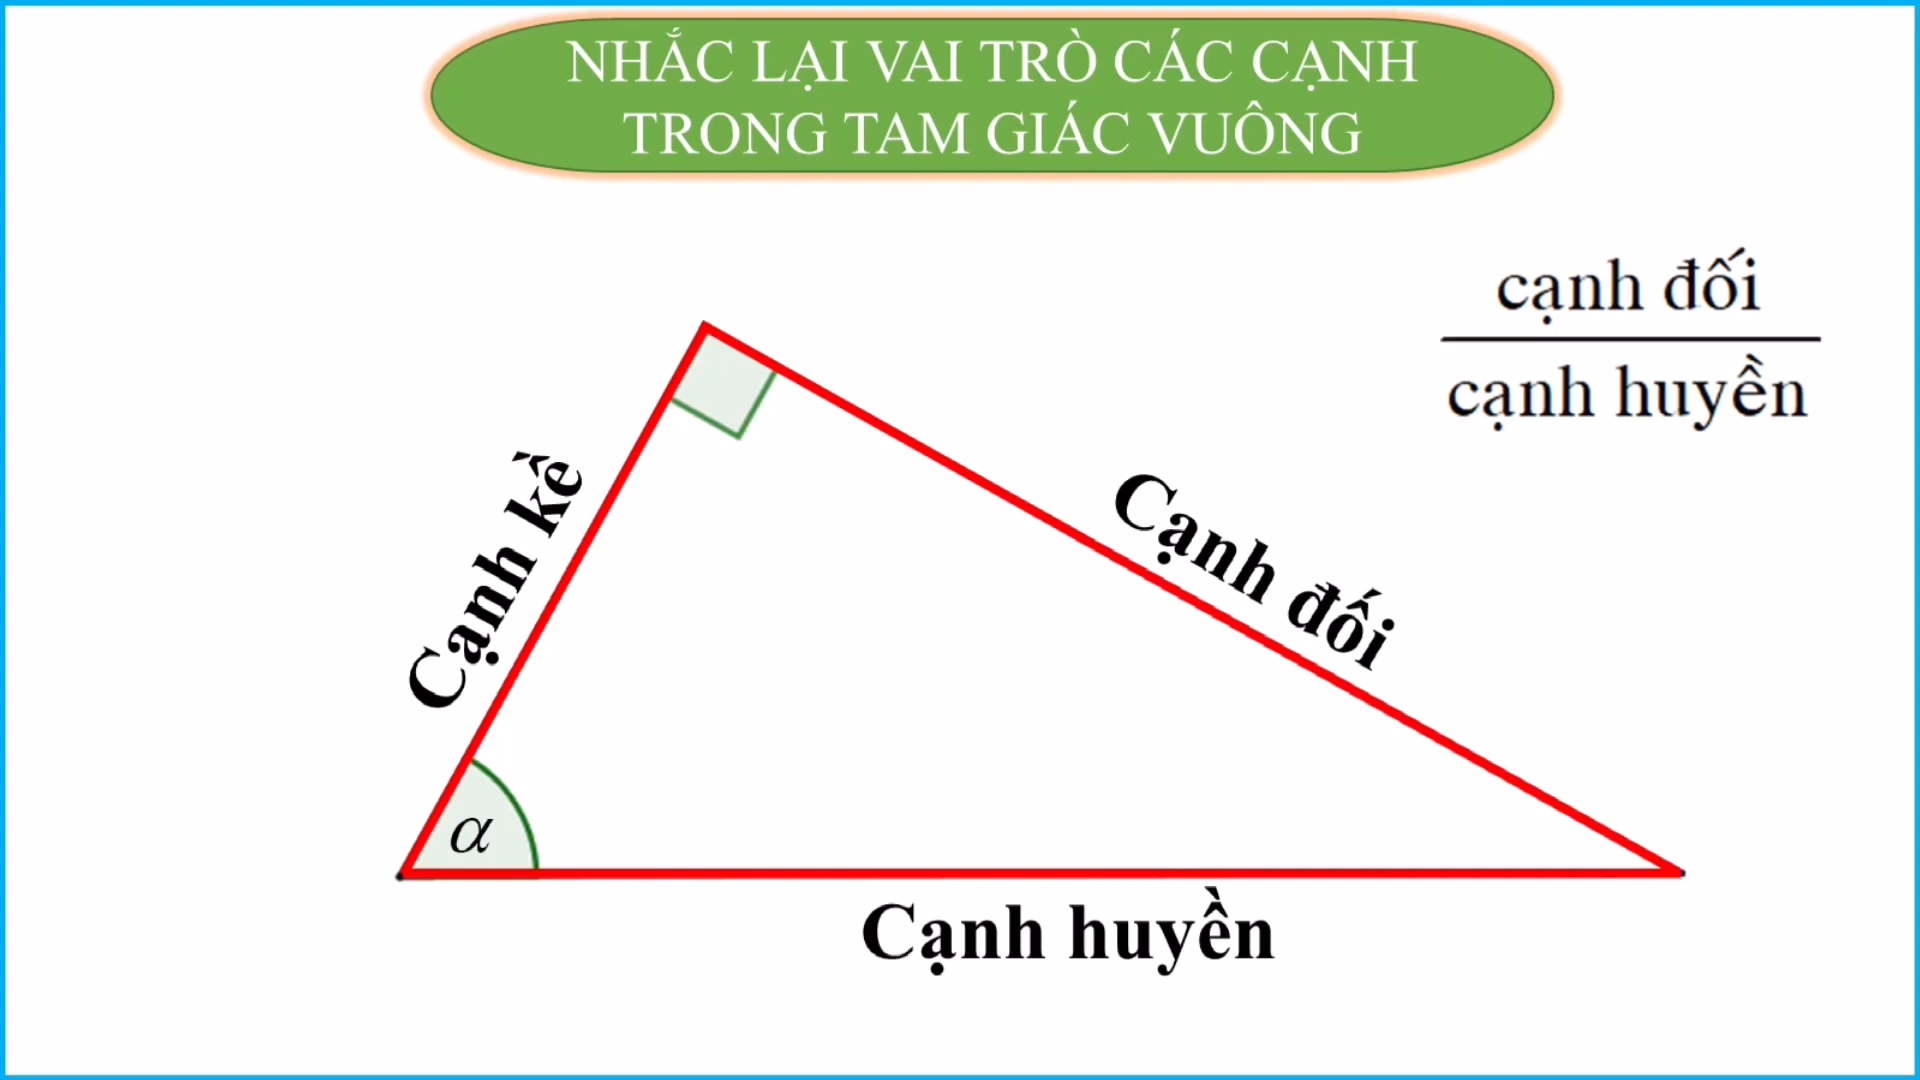 NHẮC LẠI VAI TRÒ CÁC CẠNH
TRONG TAM GIÁC VUÔNG
cạnh đối
cạnh huyền
Cạnh kề
Cạnh đối
α
Cạnh huyền